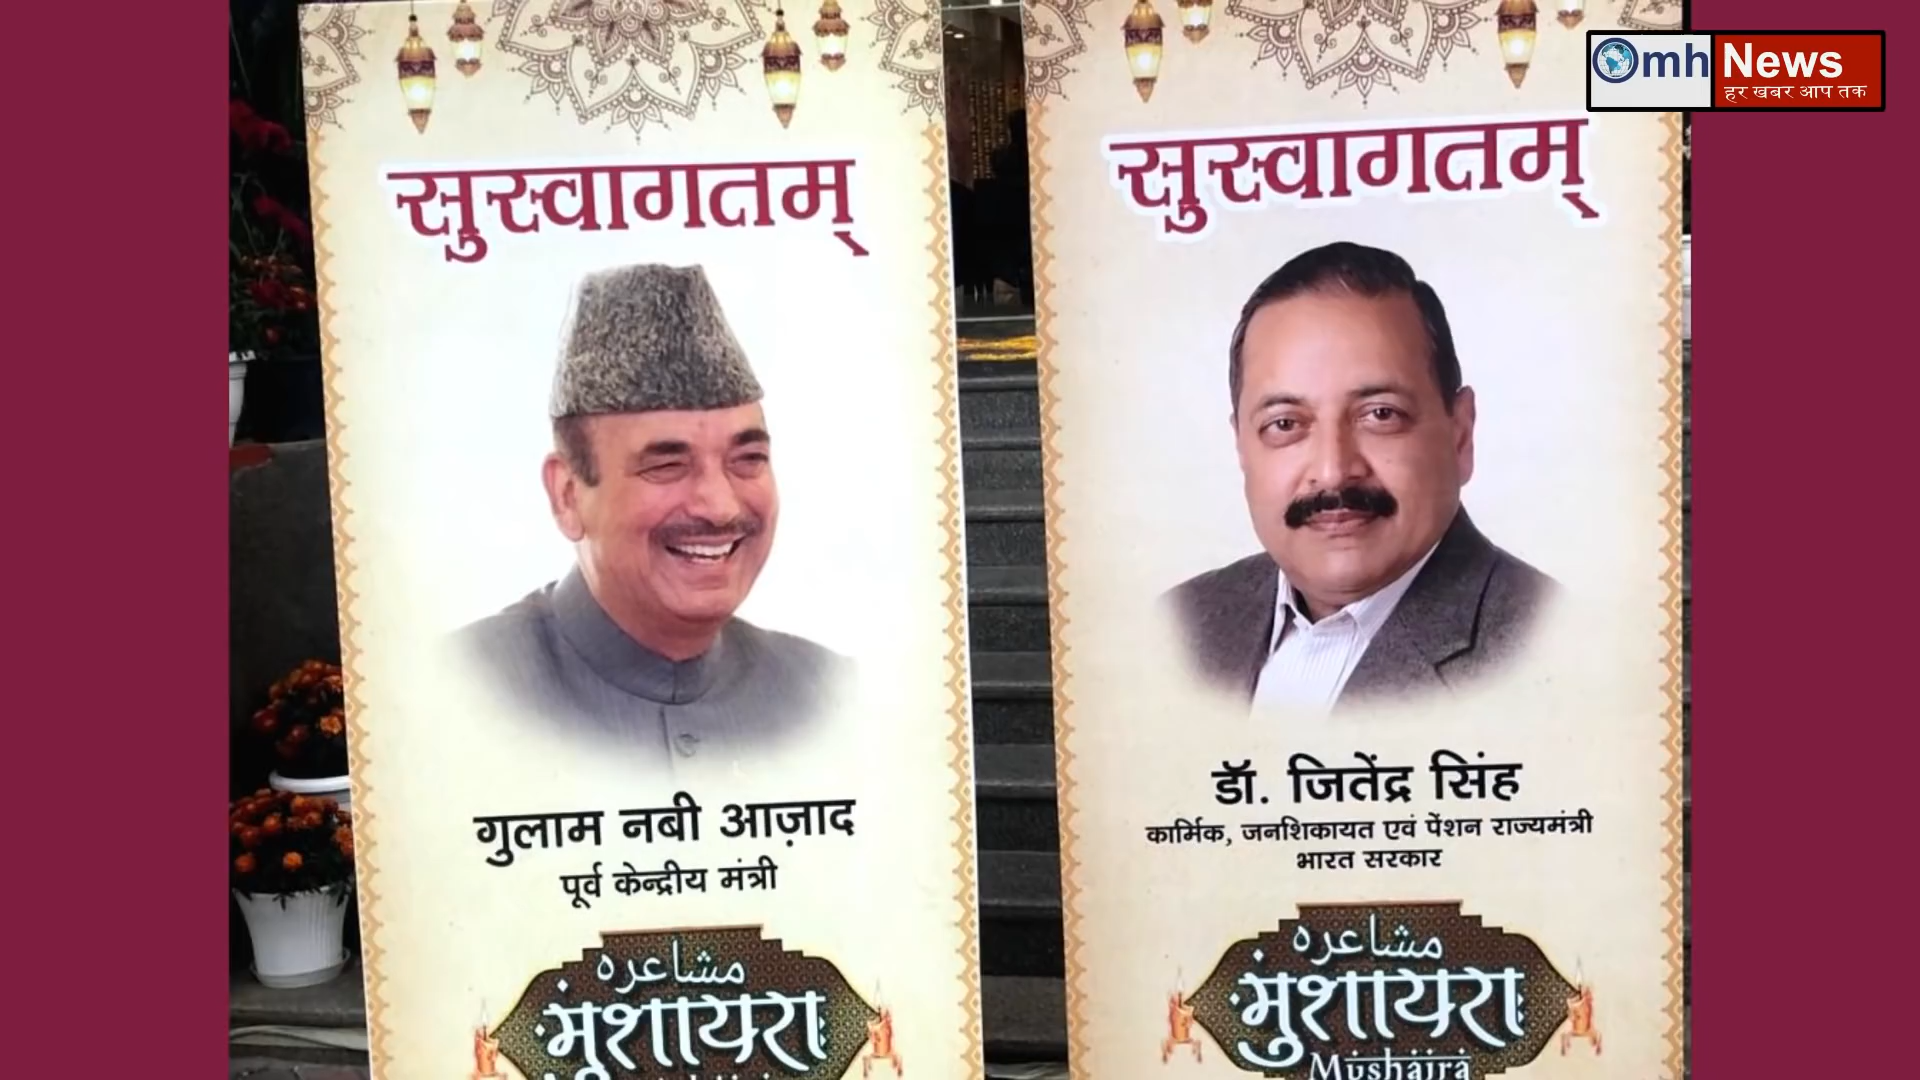 Omh News
हर खबर आप तक
सुस्वागतम्
गुलाम नबी आज़ाद
पूर्व केन्द्रीय मंत्री
مشاعرہ
मुंशायरा
सुस्वागतम्
डॉ. जितेंद्र सिंह
कार्मिक, जनशिकायत एवं पेंशन राज्यमंत्री
भारत सरकार
مشاعرہ
मुंशायरा
Mushaira